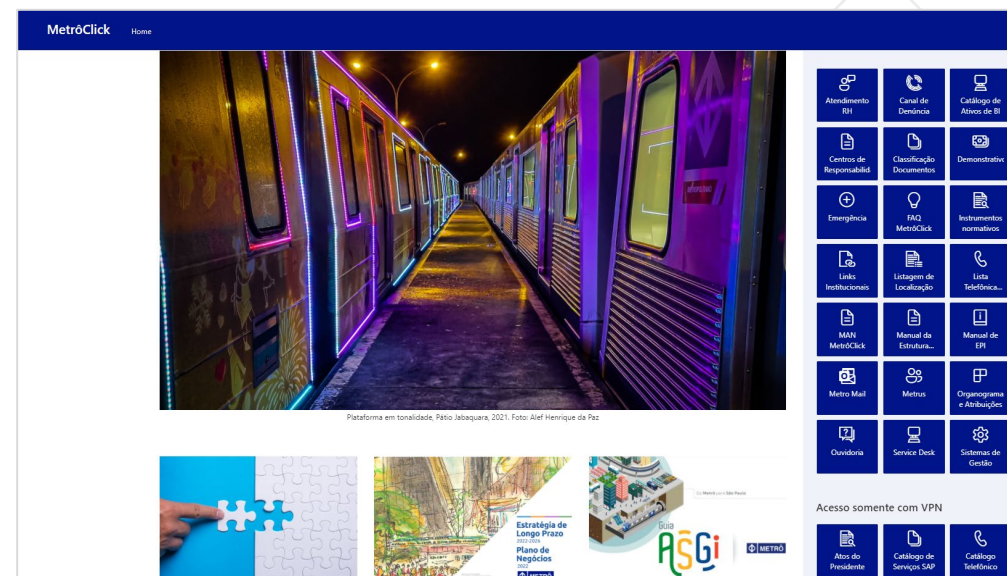 MetrôClick Home
Atendimento
RH
Canal de
Denúncia
Catálogo de
Ativos de BI
Centros de
Responsabilid
Classificação
Documentos
Demonstrativo
Emergência
FAQ
MetrôClick
Instrumentos
normativos
Links
Institucionais
Listagem de
Localização
Lista
Telefônica...
MAN
MetrôClick
Manual da
Estrutura...
Manual de
EPI
Metro Mail
Metrus
Organograma
e Atribuições
Ouvidoria
Service Desk
Sistemas de
Gestão
Plataforma em tonalidade, Pátio Jabaquara, 2021. Foto: Alef Henrique da Paz
Estratégia de
Longo Prazo
2022-2026
Plano de
Negócios
2022
METRÔ
Guia
ASGi
METRÔ
Acesso somente com VPN
Atos do
Presidente
Catálogo de
Serviços SAP
Catálogo
Telefônico